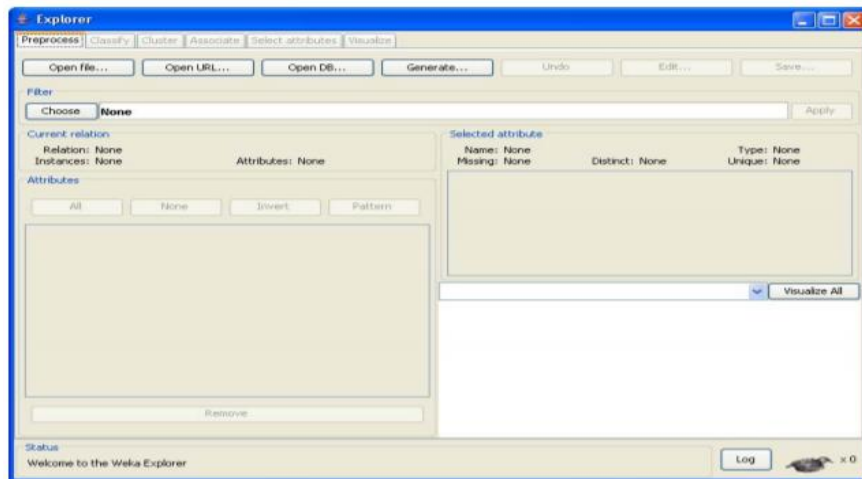 Explorer
Preprocess Classify Cluster Associate Select attributes Visualize
Open file... Open URL... Open DB... Generate... Undo Edit... Save...
Filter
Choose None Apply
Current relation
Relation: None
Instances: None Attributes: None
Selected attribute
Name: None Type: None
Missing: None Distinct: None Unique: None
Attributes
All None Invert Pattern
Visualize All
Remove
Status
Welcome to the Weka Explorer
Log x 0